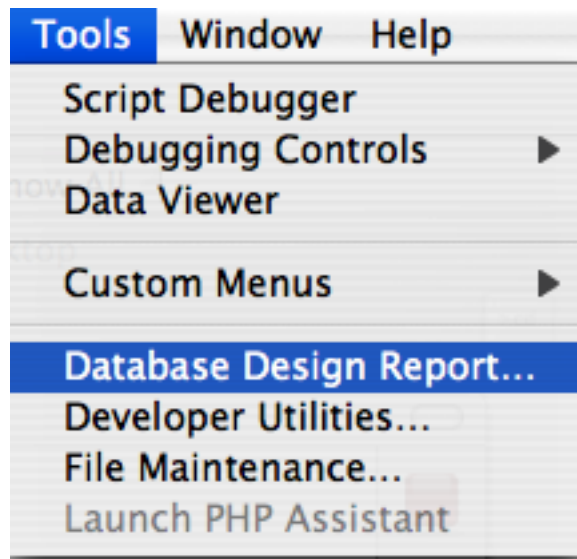 Tools Window Help
Script Debugger
Debugging Controls
Data Viewer
Custom Menus
Database Design Report...
Developer Utilities...
File Maintenance...
Launch PHP Assistant